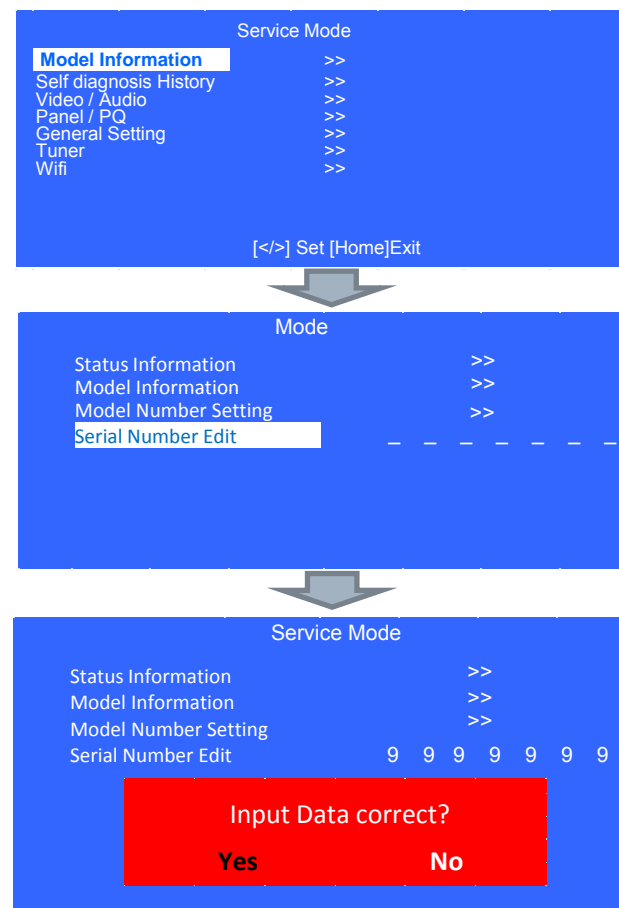 Service Mode
Model Information >>
Self diagnosis History >>
Video / Audio >>
Panel / PQ >>
General Setting >>
Tuner >>
Wifi >>
[</>] Set [Home]Exit
Mode
Status Information >>
Model Information >>
Model Number Setting >>
Serial Number Edit _ _ _ _ _ _ _
Service Mode
Status Information >>
Model Information >>
Model Number Setting >>
Serial Number Edit 9 9 9 9 9 9 9
Input Data correct?
Yes No